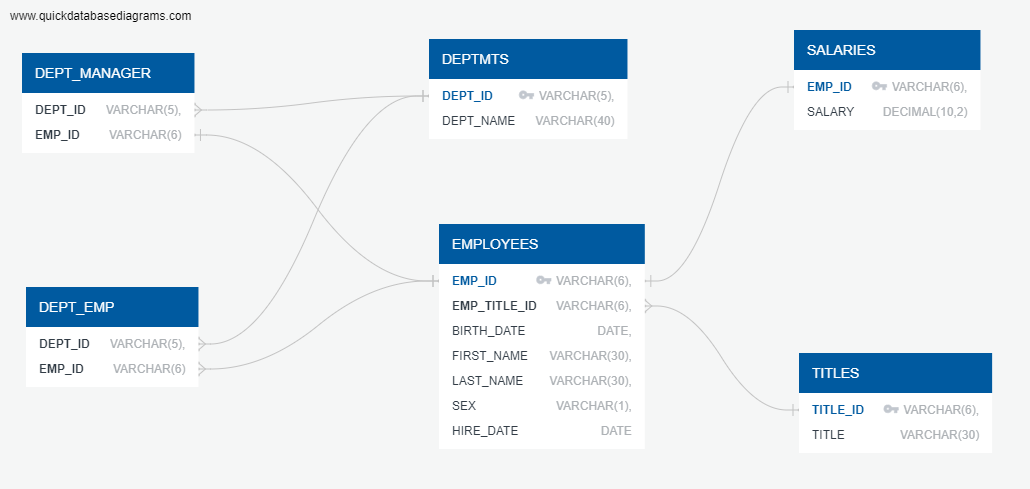 www.quickdatabasediagrams.com
DEPT_MANAGER
DEPT_ID VARCHAR(5),
EMP_ID VARCHAR(6)
DEPTMTS
DEPT_ID VARCHAR(5),
DEPT_NAME VARCHAR(40)
SALARIES
EMP_ID VARCHAR(6),
SALARY DECIMAL(10,2)
EMPLOYEES
EMP_ID VARCHAR(6),
EMP_TITLE_ID VARCHAR(6),
BIRTH_DATE DATE,
FIRST_NAME VARCHAR(30),
LAST_NAME VARCHAR(30),
SEX VARCHAR(1),
HIRE_DATE DATE
DEPT_EMP
DEPT_ID VARCHAR(5),
EMP_ID VARCHAR(6)
TITLES
TITLE_ID VARCHAR(6),
TITLE VARCHAR(30)